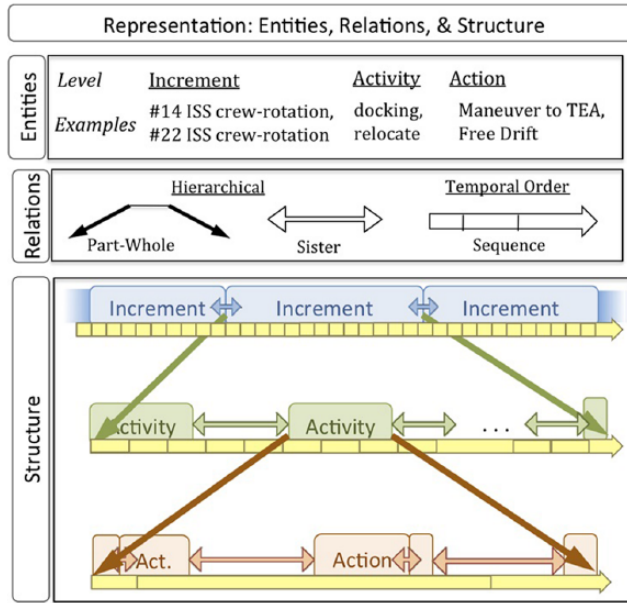 Representation: Entities, Relations, & Structure
Entities
Level Increment Activity Action
Examples #14 ISS crew-rotation, docking, Maneuver to TEA,
#22 ISS crew-rotation relocate Free Drift
Relations
Hierarchical Temporal Order
Part-Whole Sister Sequence
Structure
Increment Increment Increment
Activity Activity ...
Act. Action